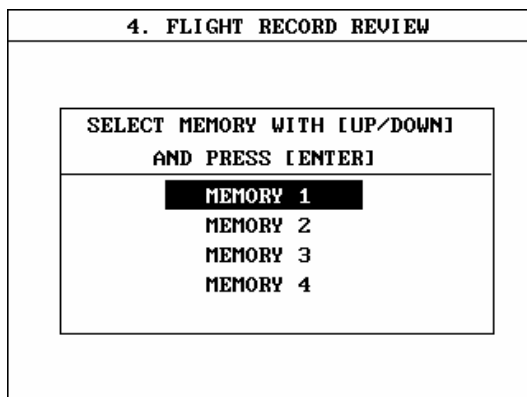 4. FLIGHT RECORD REVIEW
SELECT MEMORY WITH [UP/DOWN]
AND PRESS [ENTER]
MEMORY 1
MEMORY 2
MEMORY 3
MEMORY 4